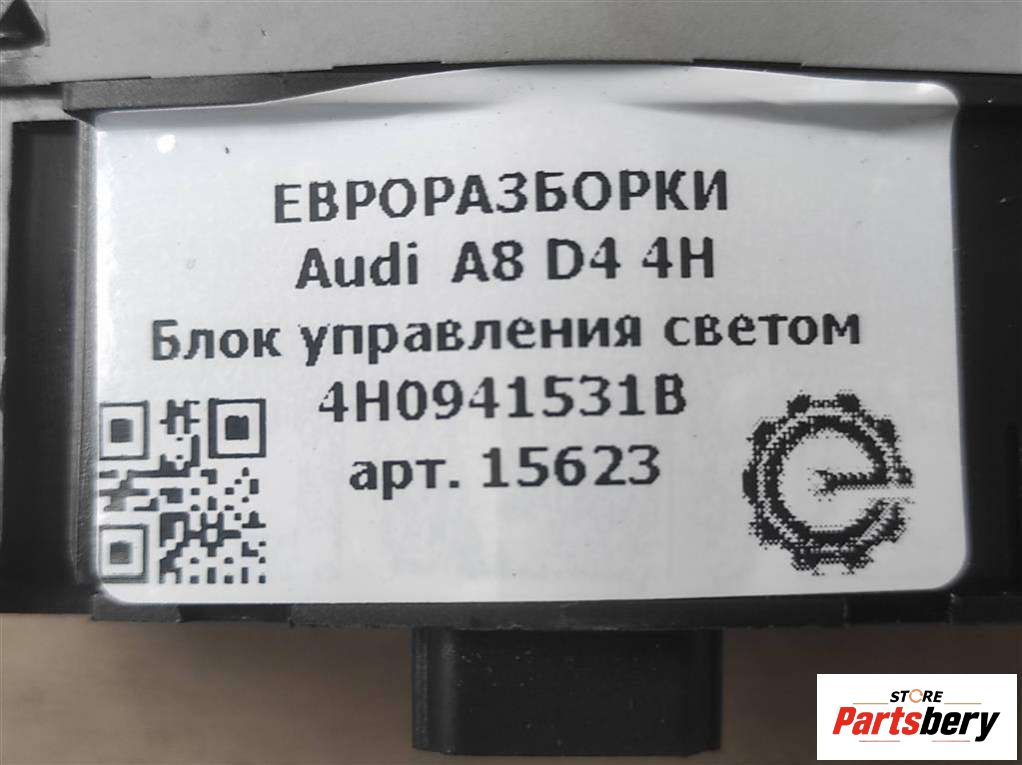 ЕВРОРАЗБОРКИ
Audi A8 D4 4H
Блок управления светом
4H0941531B
арт. 15623
STORE
Partsbery